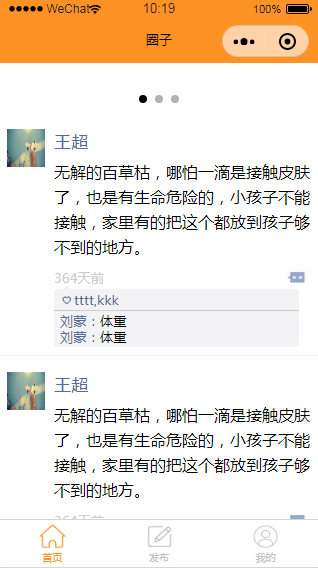 WeChat 10:19 100%
圈子
王超
无解的百草枯，哪怕一滴是接触皮肤
了，也是有生命危险的，小孩子不能
接触，家里有的把这个都放到孩子够
不到的地方。
364天前
tttt,kkk
刘蒙：体重
刘蒙：体重
王超
无解的百草枯，哪怕一滴是接触皮肤
了，也是有生命危险的，小孩子不能
接触，家里有的把这个都放到孩子够
不到的地方。
364天前
首页 发布 我的